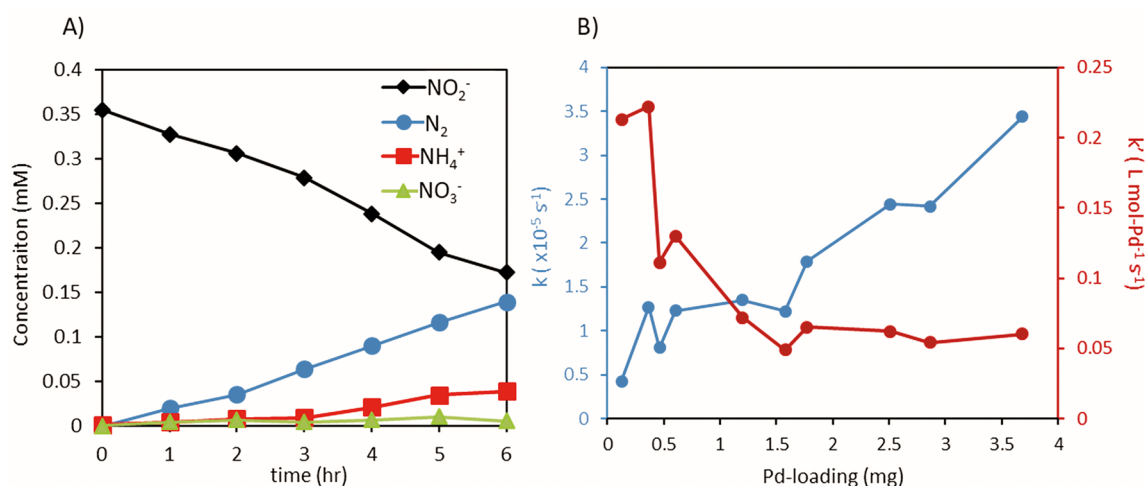 A)
0.4
0.35
0.3
0.25
0.2
0.15
0.1
0.05
0
Concentraiton (mM)
0 1 2 3 4 5 6
time (hr)
NO₂⁻
N₂
NH₄⁺
NO₃⁻
B)
4
3.5
3
2.5
2
1.5
1
0.5
0
k ( x10⁻⁵ s⁻¹)
0 0.5 1 1.5 2 2.5 3 3.5 4
Pd-loading (mg)
0.25
0.2
0.15
0.1
0.05
0
k' ( L mol-Pd⁻¹ s⁻¹)